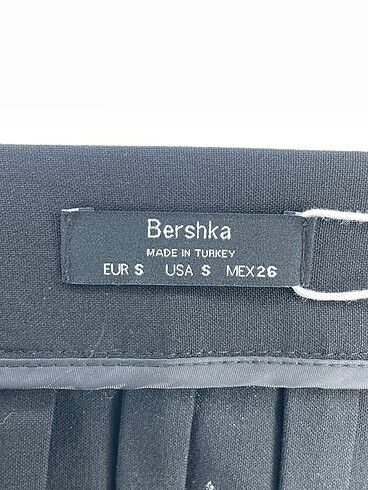 Bershka
MADE IN TURKEY
EUR S USA S MEX 26